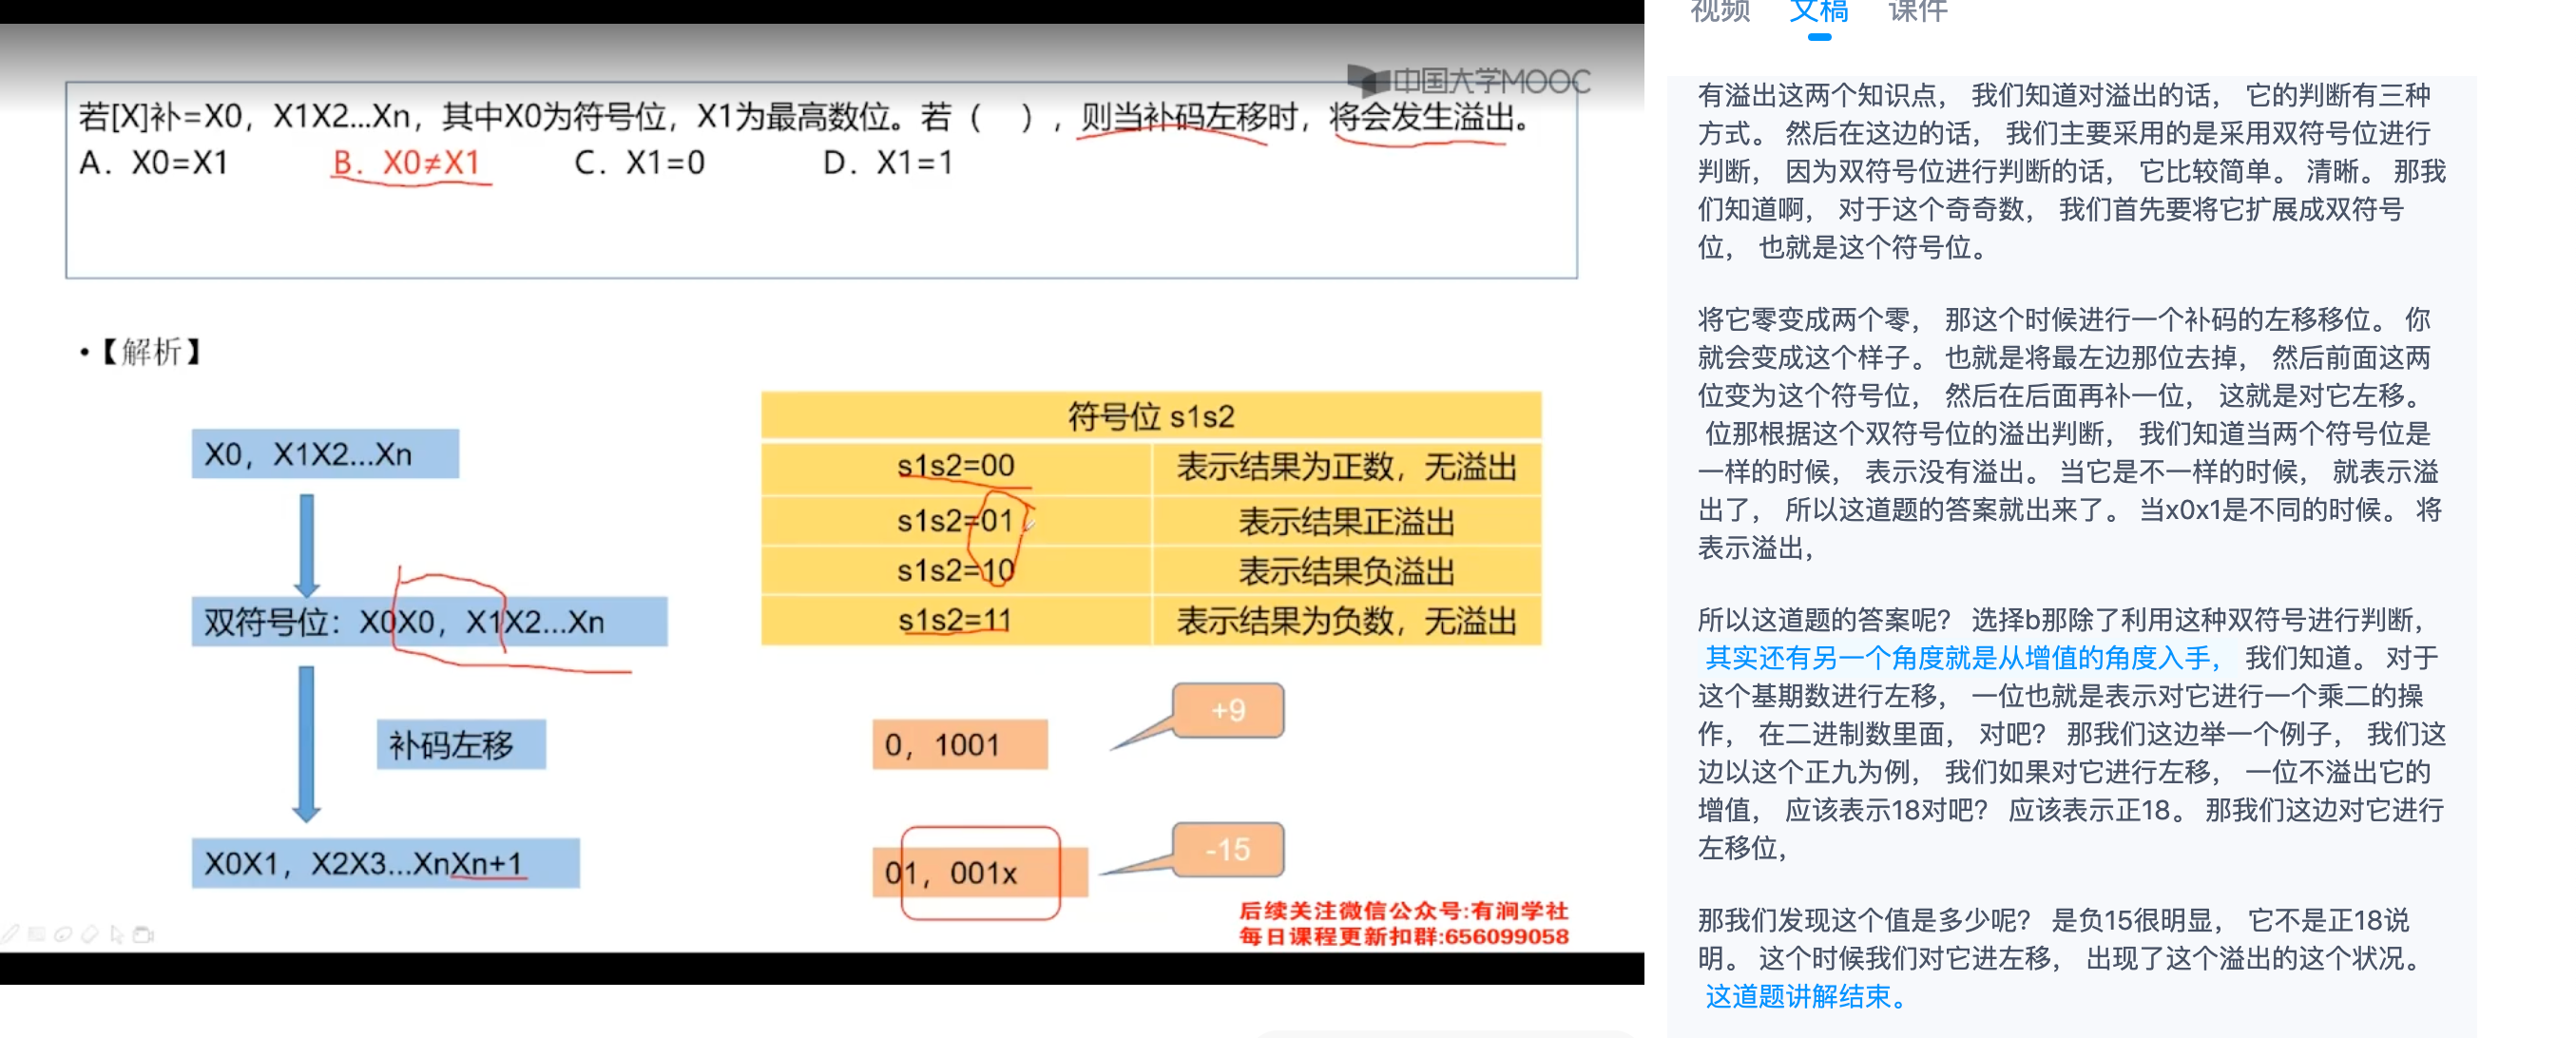 中国大学MOOC
若[X]补=X0，X1X2...Xn，其中X0为符号位，X1为最高数位。若（ ），则当补码左移时，将会发生溢出。
A. X0=X1 B. X0≠X1 C. X1=0 D. X1=1
•【解析】
X0，X1X2...Xn
双符号位：X0X0，X1X2...Xn
补码左移
X0X1，X2X3...XnXn+1
符号位 s1s2
s1s2=00 表示结果为正数，无溢出
s1s2=01 表示结果正溢出
s1s2=10 表示结果负溢出
s1s2=11 表示结果为负数，无溢出
+9
0，1001
-15
01，001x
后续关注微信公众号:有涧学社
每日课程更新扣群:656099058
视频 文稿 课件
有溢出这两个知识点， 我们知道对溢出的话， 它的判断有三种
方式。 然后在这边的话， 我们主要采用的是采用双符号位进行
判断， 因为双符号位进行判断的话， 它比较简单。 清晰。 那我
们知道啊， 对于这个奇奇数， 我们首先要将它扩展成双符号
位， 也就是这个符号位。
将它零变成两个零， 那这个时候进行一个补码的左移移位。 你
就会变成这个样子。 也就是将最左边那位去掉， 然后前面这两
位变为这个符号位， 然后在后面再补一位， 这就是对它左移。
位那根据这个双符号位的溢出判断， 我们知道当两个符号位是
一样的时候， 表示没有溢出。 当它是不一样的时候， 就表示溢
出了， 所以这道题的答案就出来了。 当x0x1是不同的时候。 将
表示溢出，
所以这道题的答案呢？ 选择b那除了利用这种双符号进行判断，
其实还有另一个角度就是从增值的角度入手， 我们知道。 对于
这个基期数进行左移， 一位也就是表示对它进行一个乘二的操
作， 在二进制数里面， 对吧？ 那我们这边举一个例子， 我们这
边以这个正九为例， 我们如果对它进行左移， 一位不溢出它的
增值， 应该表示18对吧？ 应该表示正18。 那我们这边对它进行
左移位，
那我们发现这个值是多少呢？ 是负15很明显， 它不是正18说
明。 这个时候我们对它进左移， 出现了这个溢出的这个状况。
这道题讲解结束。